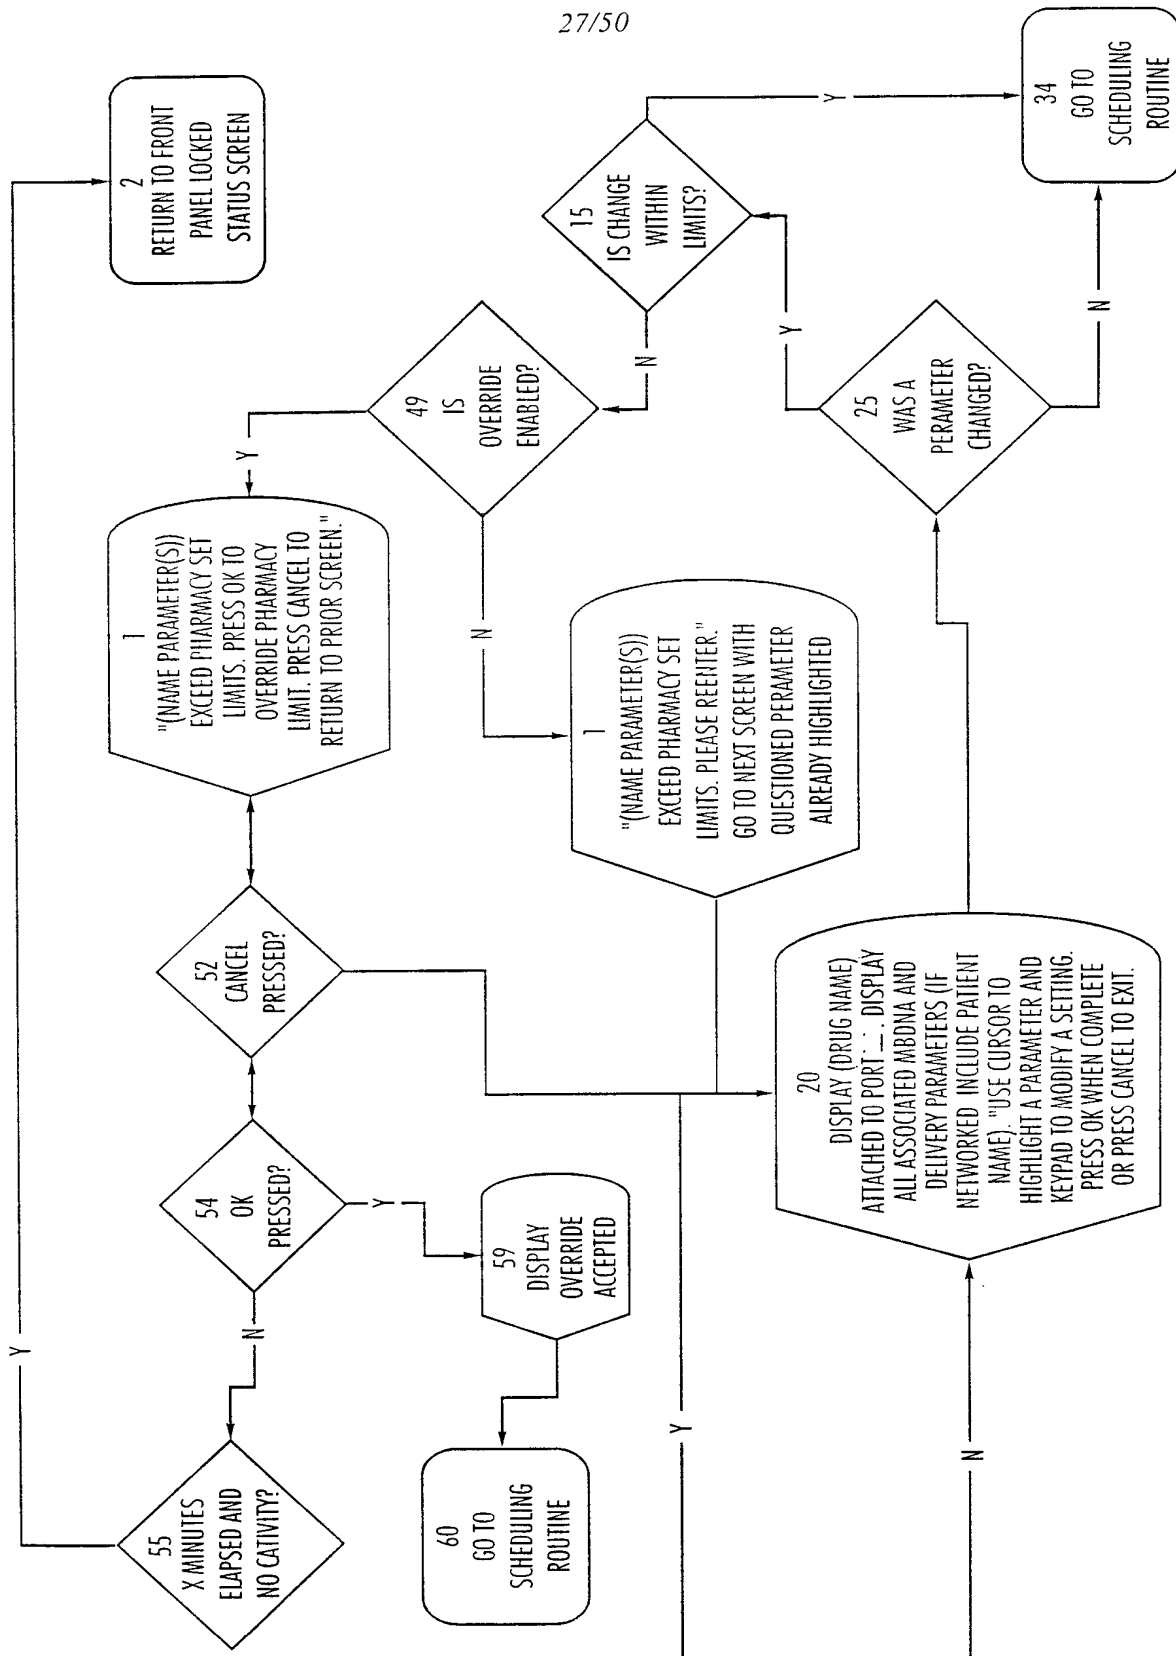 27/50
Y
2
RETURN TO FRONT
PANEL LOCKED
STATUS SCREEN
55
X MINUTES
ELAPSED AND
NO CATIVITY?
N
54
OK
PRESSED?
Y
52
CANCEL
PRESSED?
1
"(NAME PARAMETER(S))
EXCEED PHARMACY SET
LIMITS. PRESS OK TO
OVERRIDE PHARMACY
LIMIT. PRESS CANCEL TO
RETURN TO PRIOR SCREEN."
Y
49
IS
OVERRIDE
ENABLED?
N
N
15
IS CHANGE
WITHIN
LIMITS?
Y
60
GO TO
SCHEDULING
ROUTINE
59
DISPLAY
OVERRIDE
ACCEPTED
1
"(NAME PARAMETER(S))
EXCEED PHARMACY SET
LIMITS. PLEASE REENTER."
GO TO NEXT SCREEN WITH
QUESTIONED PERAMETER
ALREADY HIGHLIGHTED
Y
Y
N
20
DISPLAY (DRUG NAME)
ATTACHED TO PORT __. DISPLAY
ALL ASSOCIATED MBDNA AND
DELIVERY PARAMETERS (IF
NETWORKED INCLUDE PATIENT
NAME). "USE CURSOR TO
HIGHLIGHT A PARAMETER AND
KEYPAD TO MODIFY A SETTING.
PRESS OK WHEN COMPLETE
OR PRESS CANCEL TO EXIT.
25
WAS A
PERAMETER
CHANGED?
N
34
GO TO
SCHEDULING
ROUTINE